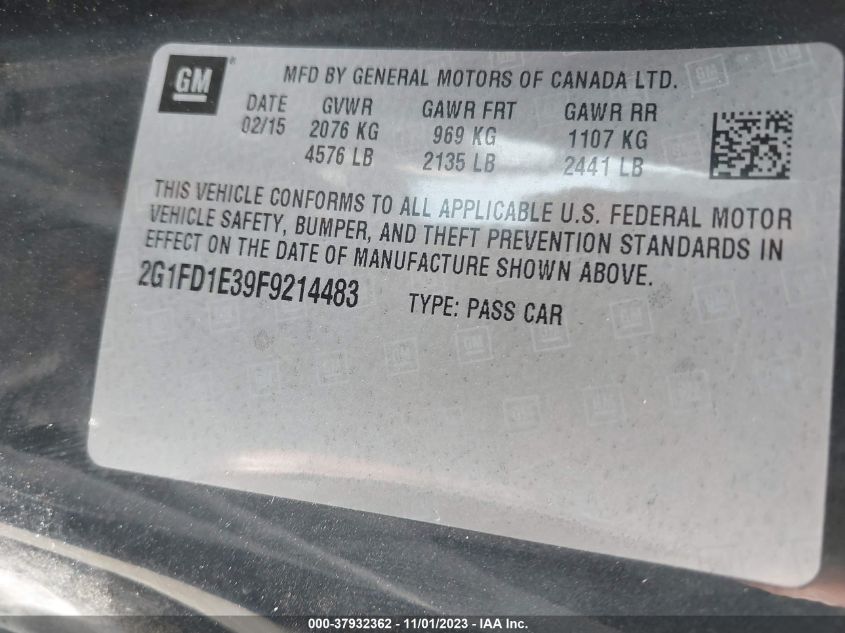 GM ®
MFD BY GENERAL MOTORS OF CANADA LTD.
DATE GVWR GAWR FRT GAWR RR
02/15 2076 KG 969 KG 1107 KG
4576 LB 2135 LB 2441 LB
THIS VEHICLE CONFORMS TO ALL APPLICABLE U.S. FEDERAL MOTOR
VEHICLE SAFETY, BUMPER, AND THEFT PREVENTION STANDARDS IN
EFFECT ON THE DATE OF MANUFACTURE SHOWN ABOVE.
2G1FD1E39F9214483 TYPE: PASS CAR
000-37932362 - 11/01/2023 - IAA Inc.